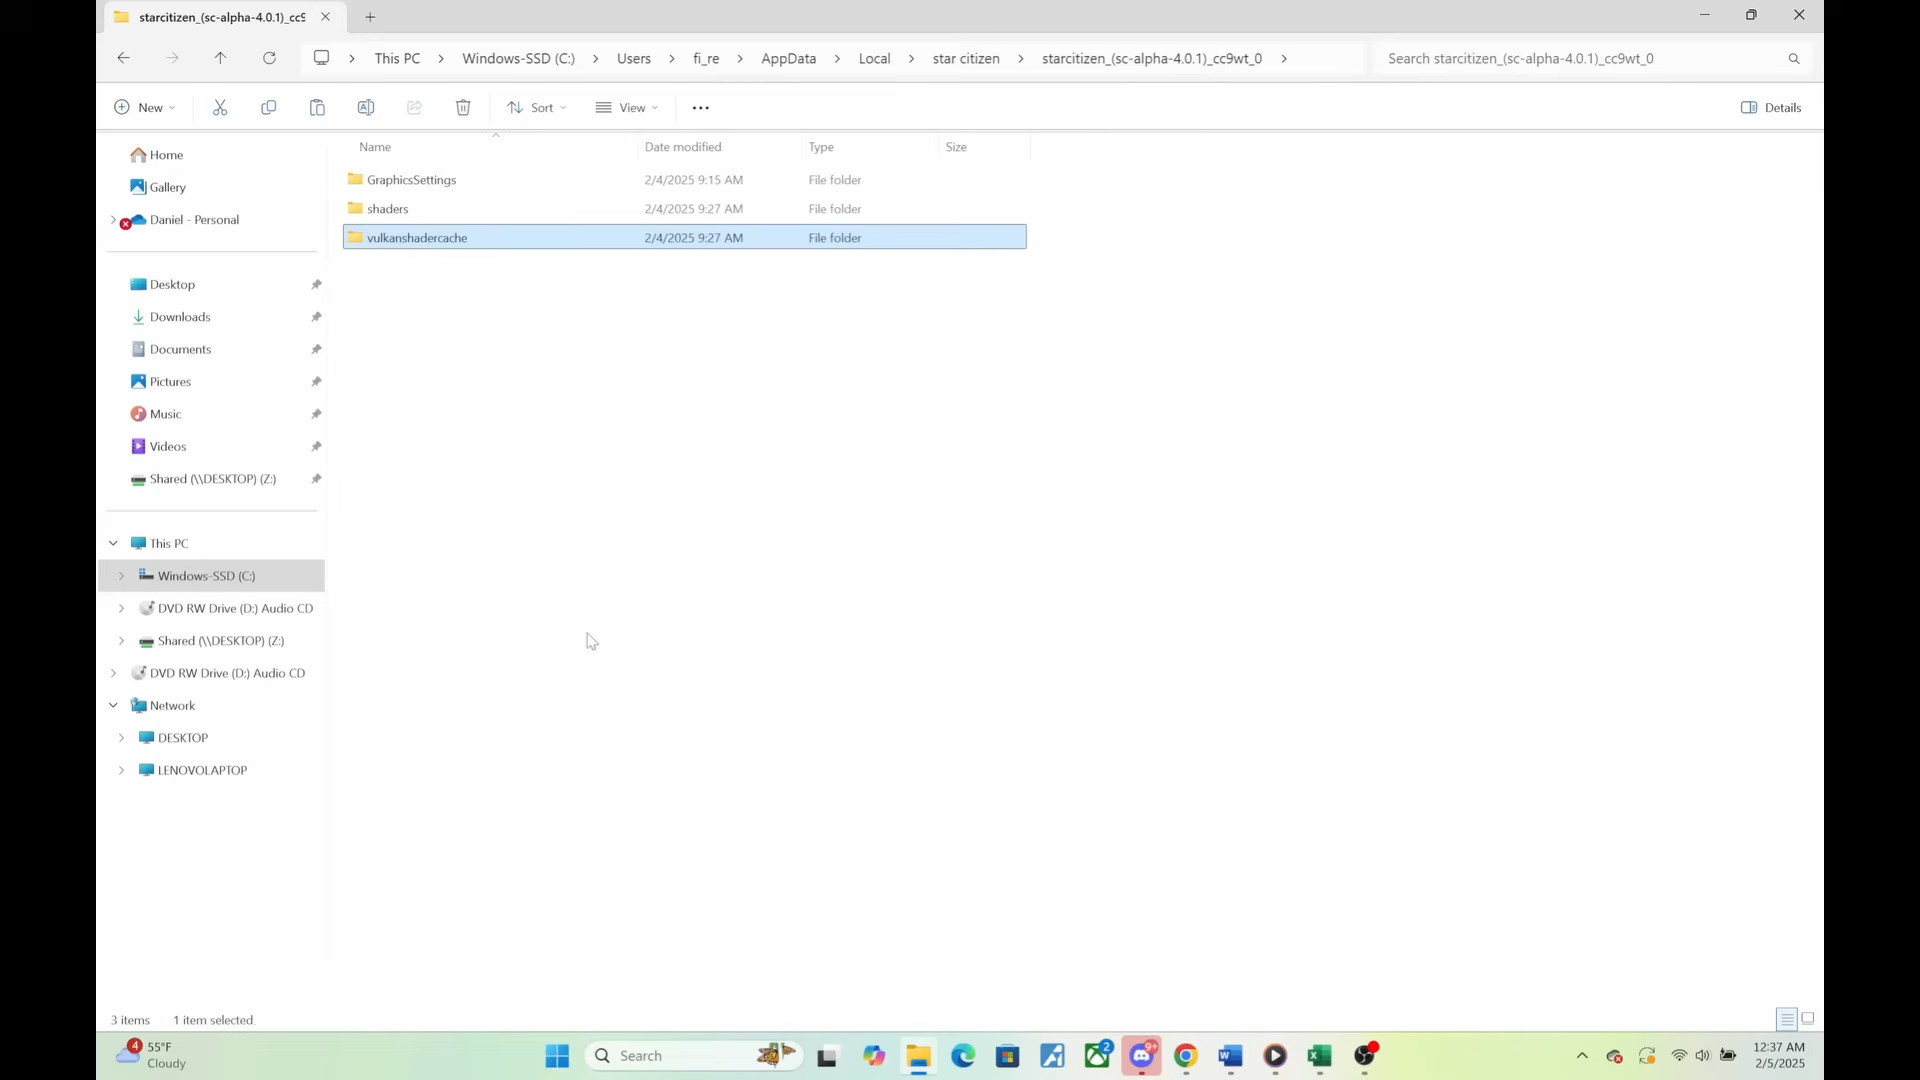 starcitizen_(sc-alpha-4.0.1)_cc9
This PC > Windows-SSD (C:) > Users > fi_re > AppData > Local > star citizen > starcitizen_(sc-alpha-4.0.1)_cc9wt_0 >
Search starcitizen_(sc-alpha-4.0.1)_cc9wt_0
New
Sort
View
Details
Name
Date modified
Type
Size
GraphicsSettings 2/4/2025 9:15 AM File folder
shaders 2/4/2025 9:27 AM File folder
vulkanshadercache 2/4/2025 9:27 AM File folder
Home
Gallery
Daniel - Personal
Desktop
Downloads
Documents
Pictures
Music
Videos
Shared (\\DESKTOP) (Z:)
This PC
Windows-SSD (C:)
DVD RW Drive (D:) Audio CD
Shared (\\DESKTOP) (Z:)
DVD RW Drive (D:) Audio CD
Network
DESKTOP
LENOVOLAPTOP
3 items 1 item selected
4
55°F
Cloudy
Search
2
9+
12:37 AM
2/5/2025